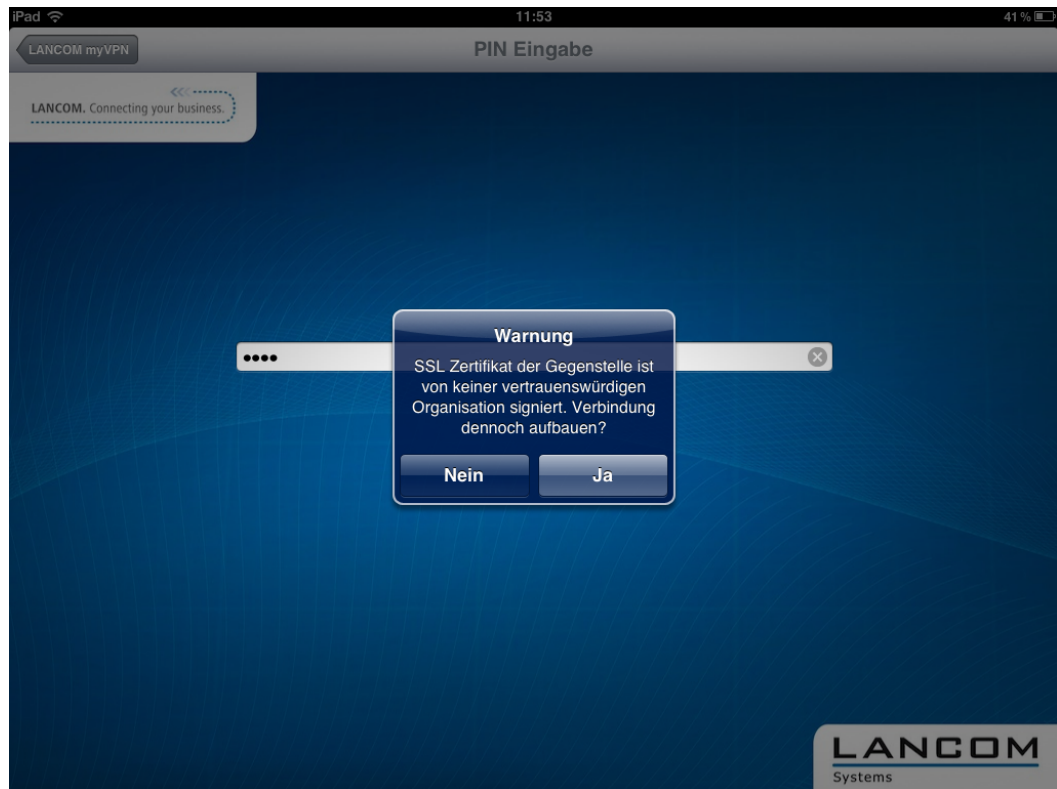 iPad 11:53 41 %
LANCOM myVPN PIN Eingabe
LANCOM. Connecting your business.
Warnung
••••
SSL Zertifikat der Gegenstelle ist
von keiner vertrauenswürdigen
Organisation signiert. Verbindung
dennoch aufbauen?
Nein Ja
LANCOM
Systems